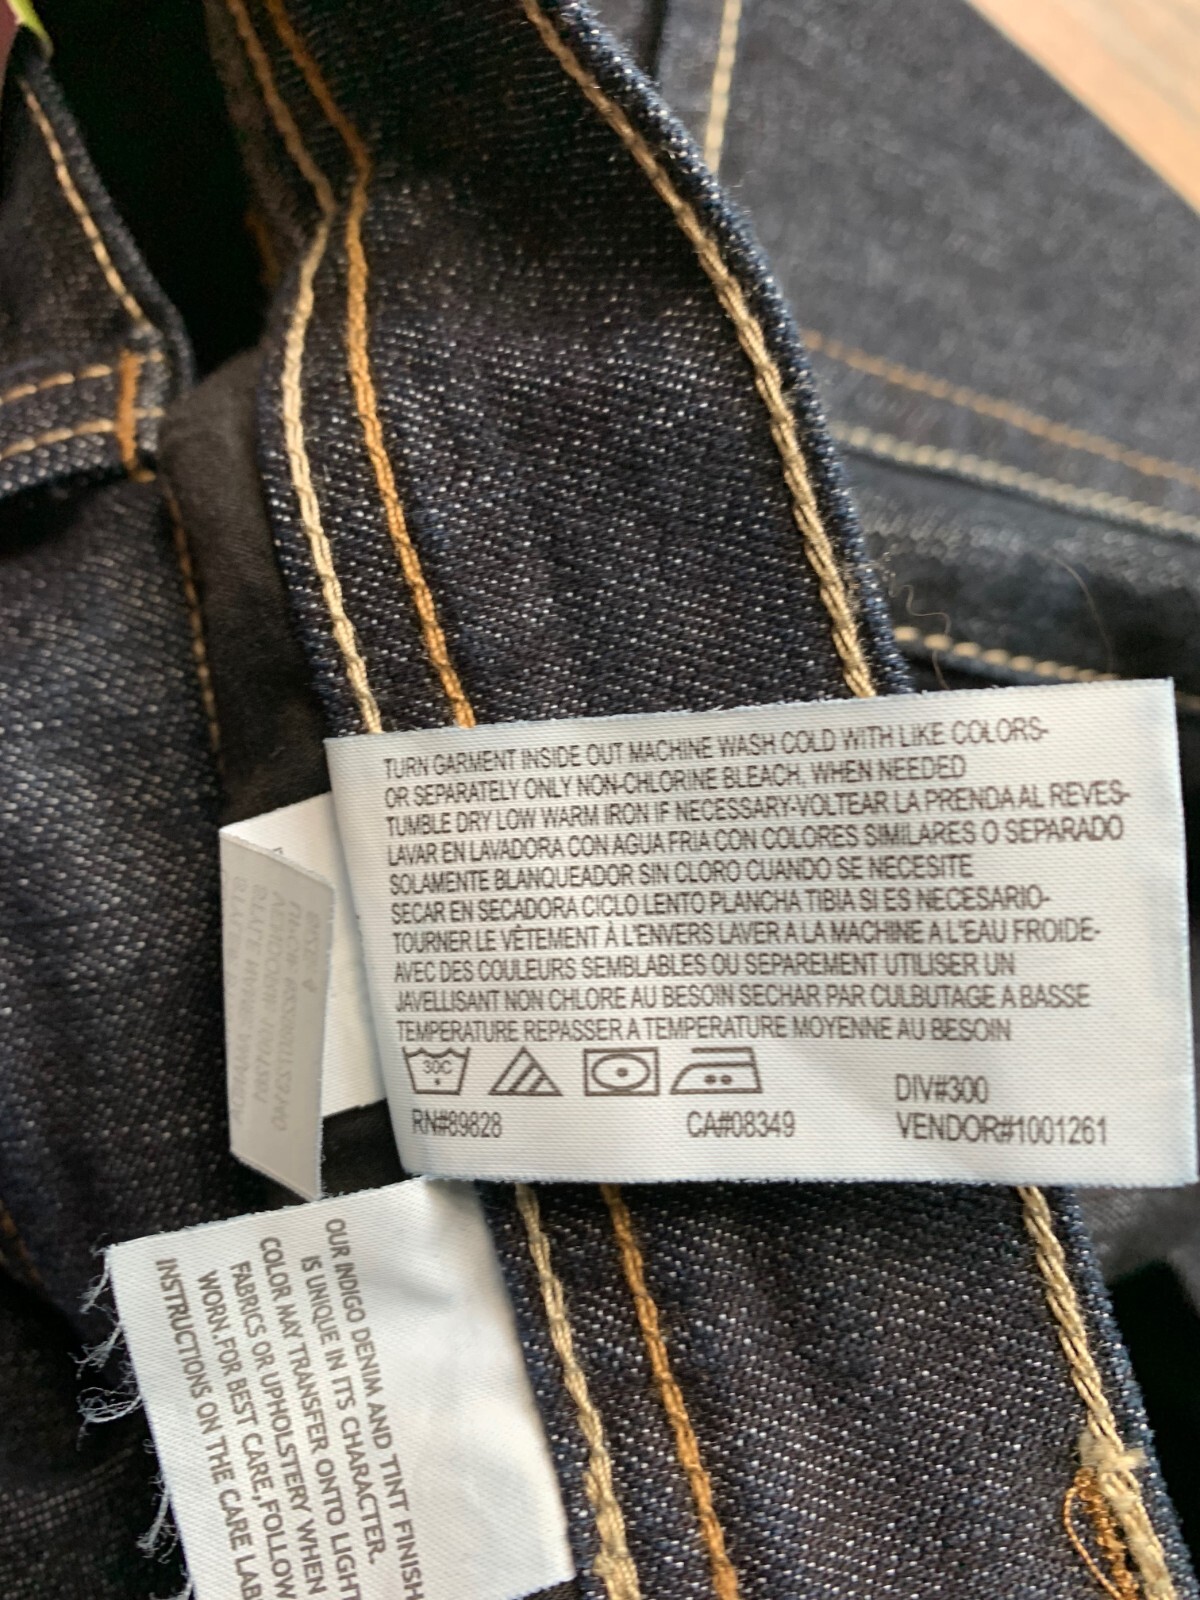 TURN GARMENT INSIDE OUT MACHINE WASH COLD WITH LIKE COLORS-
OR SEPARATELY ONLY NON-CHLORINE BLEACH, WHEN NEEDED
TUMBLE DRY LOW WARM IRON IF NECESSARY-VOLTEAR LA PRENDA AL REVES-
LAVAR EN LAVADORA CON AGUA FRIA CON COLORES SIMILARES O SEPARADO
SOLAMENTE BLANQUEADOR SIN CLORO CUANDO SE NECESITE
SECAR EN SECADORA CICLO LENTO PLANCHA TIBIA SI ES NECESARIO-
TOURNER LE VÊTEMENT À L'ENVERS LAVER A LA MACHINE A L'EAU FROIDE-
AVEC DES COULEURS SEMBLABLES OU SEPAREMENT UTILISER UN
JAVELLISANT NON CHLORE AU BESOIN SECHAR PAR CULBUTAGE A BASSE
TEMPERATURE REPASSER A TEMPERATURE MOYENNE AU BESOIN
30C
DIV#300
RN#89828 CA#08349 VENDOR#1001261
OUR INDIGO DENIM AND TINT FINISH
IS UNIQUE IN ITS CHARACTER.
COLOR MAY TRANSFER ONTO LIGHT
FABRICS OR UPHOLSTERY WHEN
WORN.FOR BEST CARE,FOLLOW
INSTRUCTIONS ON THE CARE LAB